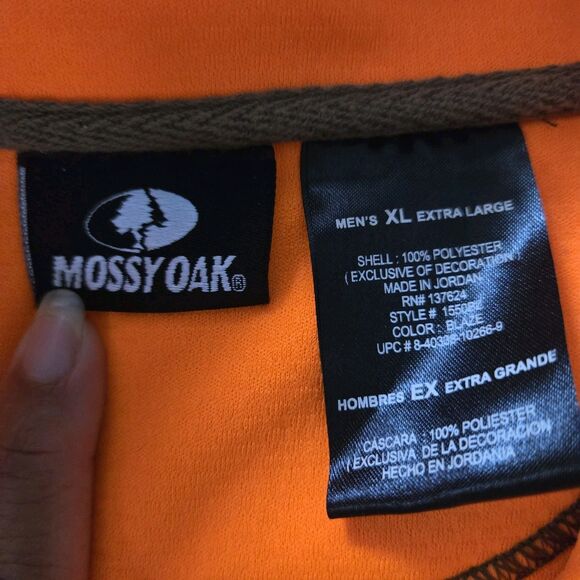 MOSSY OAK®
MEN'S XL EXTRA LARGE
SHELL : 100% POLYESTER
( EXCLUSIVE OF DECORATION )
MADE IN JORDAN
RN# 137624
STYLE #
COLOR : BLAZE
UPC #
HOMBRES EX EXTRA GRANDE
CASCARA : 100% POLIESTER
( EXCLUSIVA DE LA DECORACION
HECHO EN JORDANIA